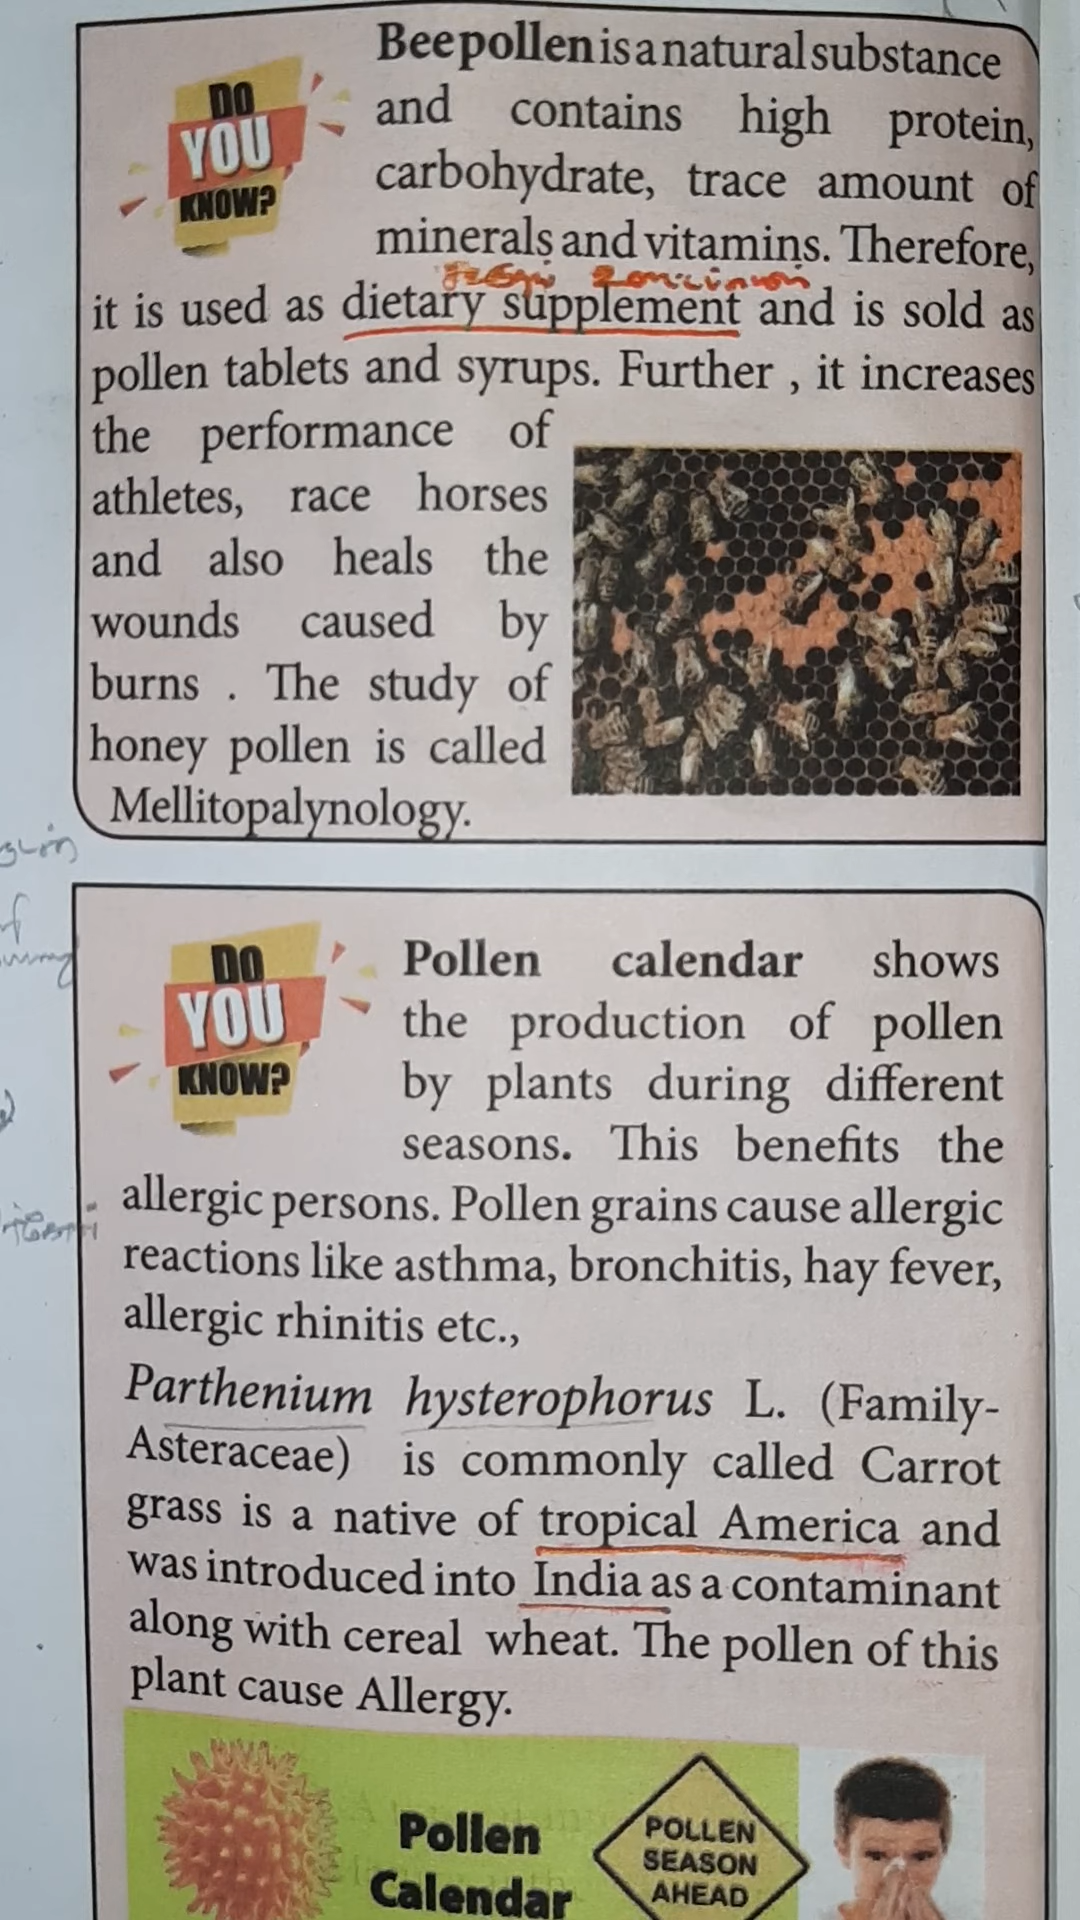 DO
YOU
KNOW?
Bee pollen is a natural substance
and contains high protein,
carbohydrate, trace amount of
minerals and vitamins. Therefore,
it is used as dietary supplement and is sold as
pollen tablets and syrups. Further , it increases
the performance of
athletes, race horses
and also heals the
wounds caused by
burns . The study of
honey pollen is called
Mellitopalynology.
DO
YOU
KNOW?
Pollen calendar shows
the production of pollen
by plants during different
seasons. This benefits the
allergic persons. Pollen grains cause allergic
reactions like asthma, bronchitis, hay fever,
allergic rhinitis etc.,
Parthenium hysterophorus L. (Family-
Asteraceae) is commonly called Carrot
grass is a native of tropical America and
was introduced into India as a contaminant
along with cereal wheat. The pollen of this
plant cause Allergy.
Pollen
Calendar
POLLEN
SEASON
AHEAD